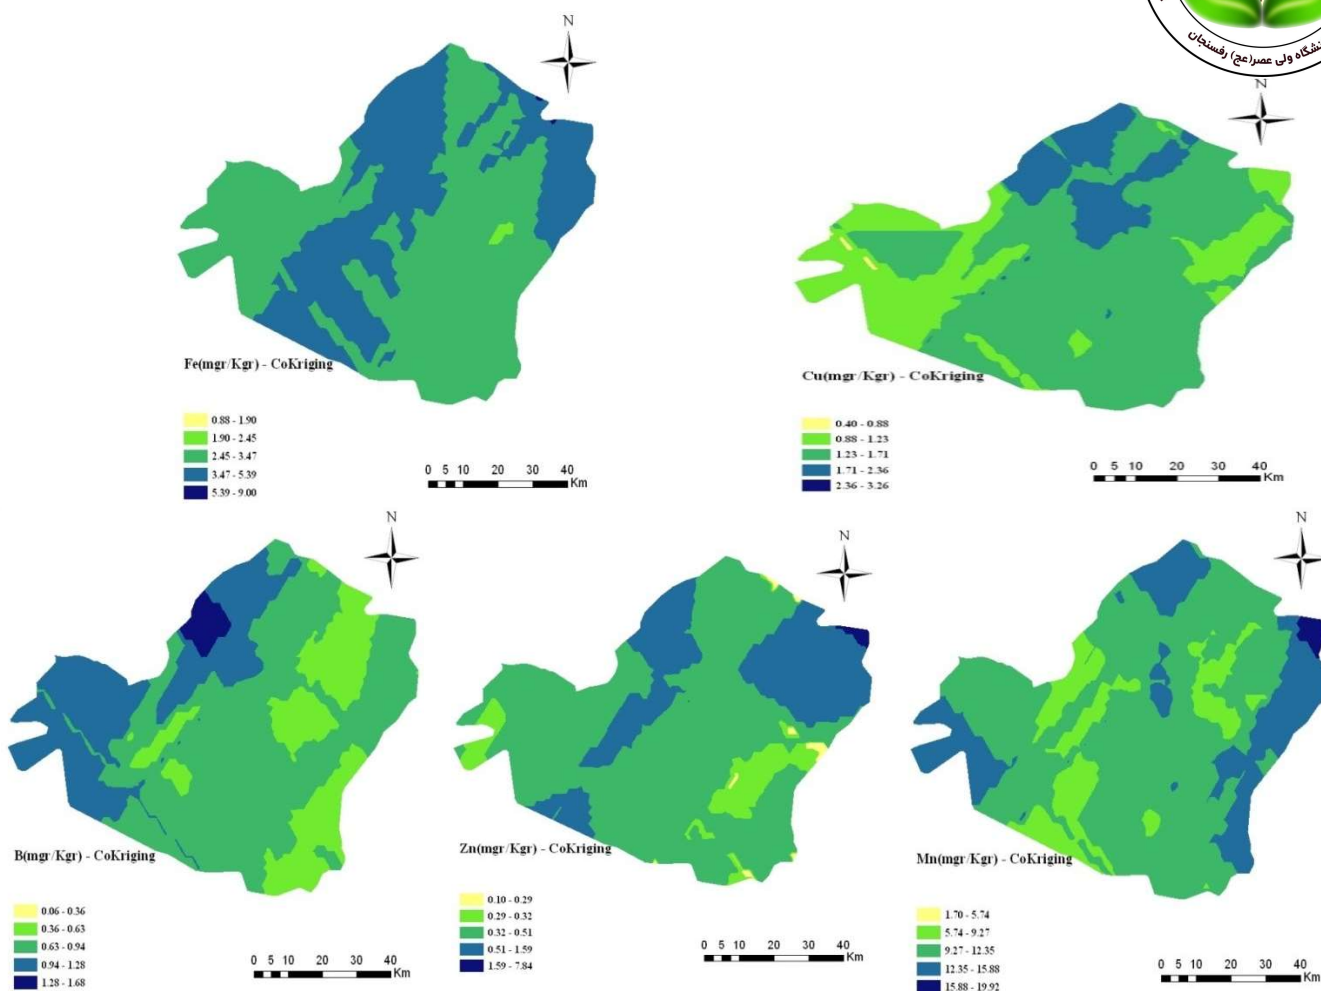 دانشگاه ولی عصر(عج) رفسنجان
N
N
Fe(mgr/Kgr) - CoKriging
0.88 - 1.90
1.90 - 2.45
2.45 - 3.47
3.47 - 5.39
5.39 - 9.00
0 5 10 20 30 40
Km
Cu(mgr/Kgr) - CoKriging
0.40 - 0.88
0.88 - 1.23
1.23 - 1.71
1.71 - 2.36
2.36 - 3.26
0 5 10 20 30 40
Km
N
N
N
B(mgr/Kgr) - CoKriging
0.06 - 0.36
0.36 - 0.63
0.63 - 0.94
0.94 - 1.28
1.28 - 1.68
0 5 10 20 30 40
Km
Zn(mgr/Kgr) - CoKriging
0.10 - 0.29
0.29 - 0.32
0.32 - 0.51
0.51 - 1.59
1.59 - 7.84
0 5 10 20 30 40
Km
Mn(mgr/Kgr) - CoKriging
1.70 - 5.74
5.74 - 9.27
9.27 - 12.35
12.35 - 15.88
15.88 - 19.92
0 5 10 20 30 40
Km